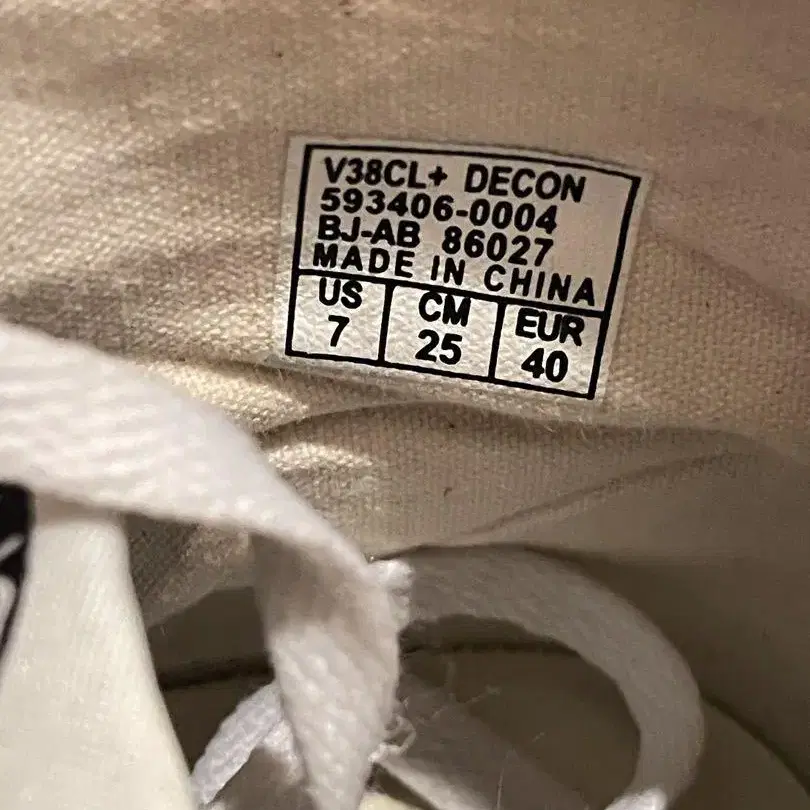 V38CL+ DECON
593406-0004
BJ-AB 86027
MADE IN CHINA
US CM EUR
7 25 40